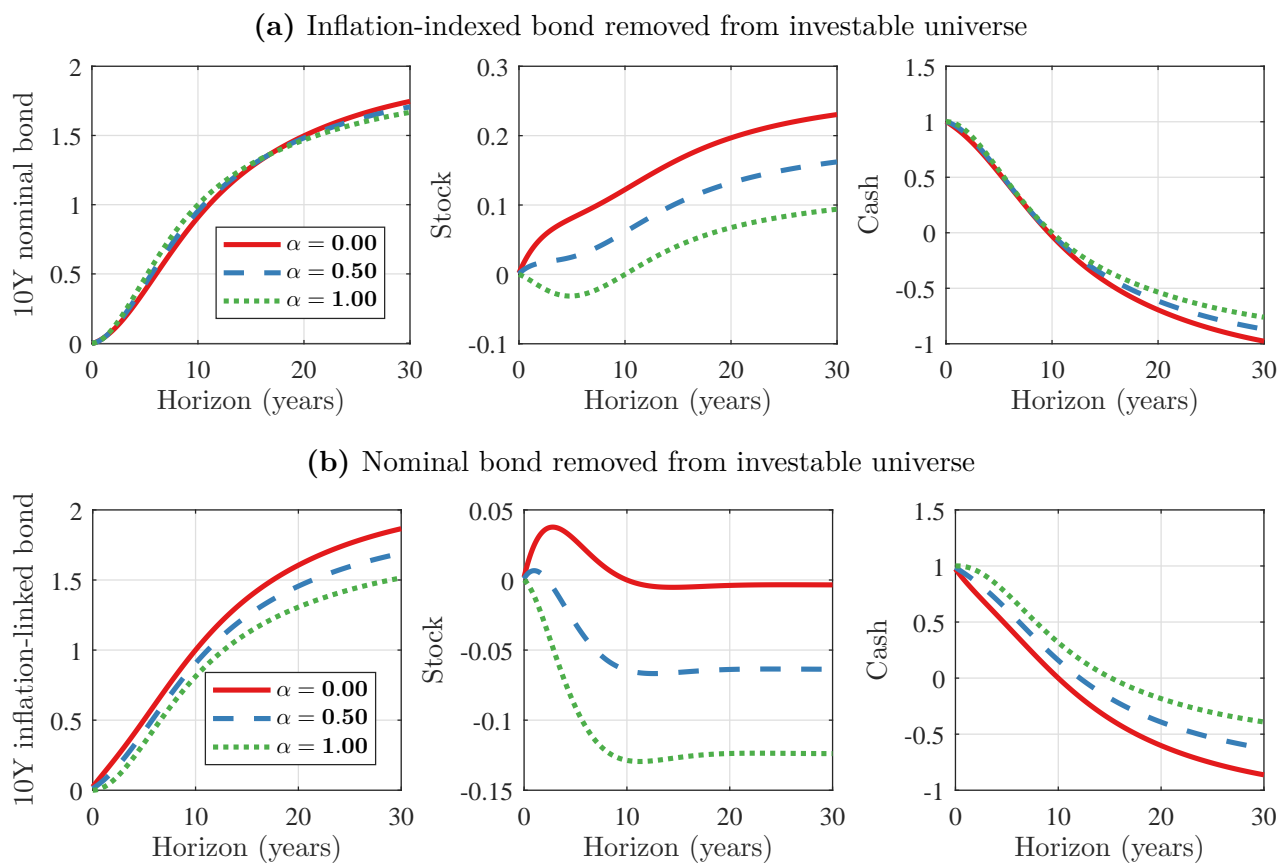 (a) Inflation-indexed bond removed from investable universe
10Y nominal bond
2
1.5
1
0.5
0
0 10 20 30
Horizon (years)
α = 0.00
α = 0.50
α = 1.00
Stock
0.3
0.2
0.1
0
-0.1
0 10 20 30
Horizon (years)
Cash
1.5
1
0.5
0
-0.5
-1
0 10 20 30
Horizon (years)
(b) Nominal bond removed from investable universe
10Y inflation-linked bond
2
1.5
1
0.5
0
0 10 20 30
Horizon (years)
α = 0.00
α = 0.50
α = 1.00
Stock
0.05
0
-0.05
-0.1
-0.15
0 10 20 30
Horizon (years)
Cash
1.5
1
0.5
0
-0.5
-1
0 10 20 30
Horizon (years)